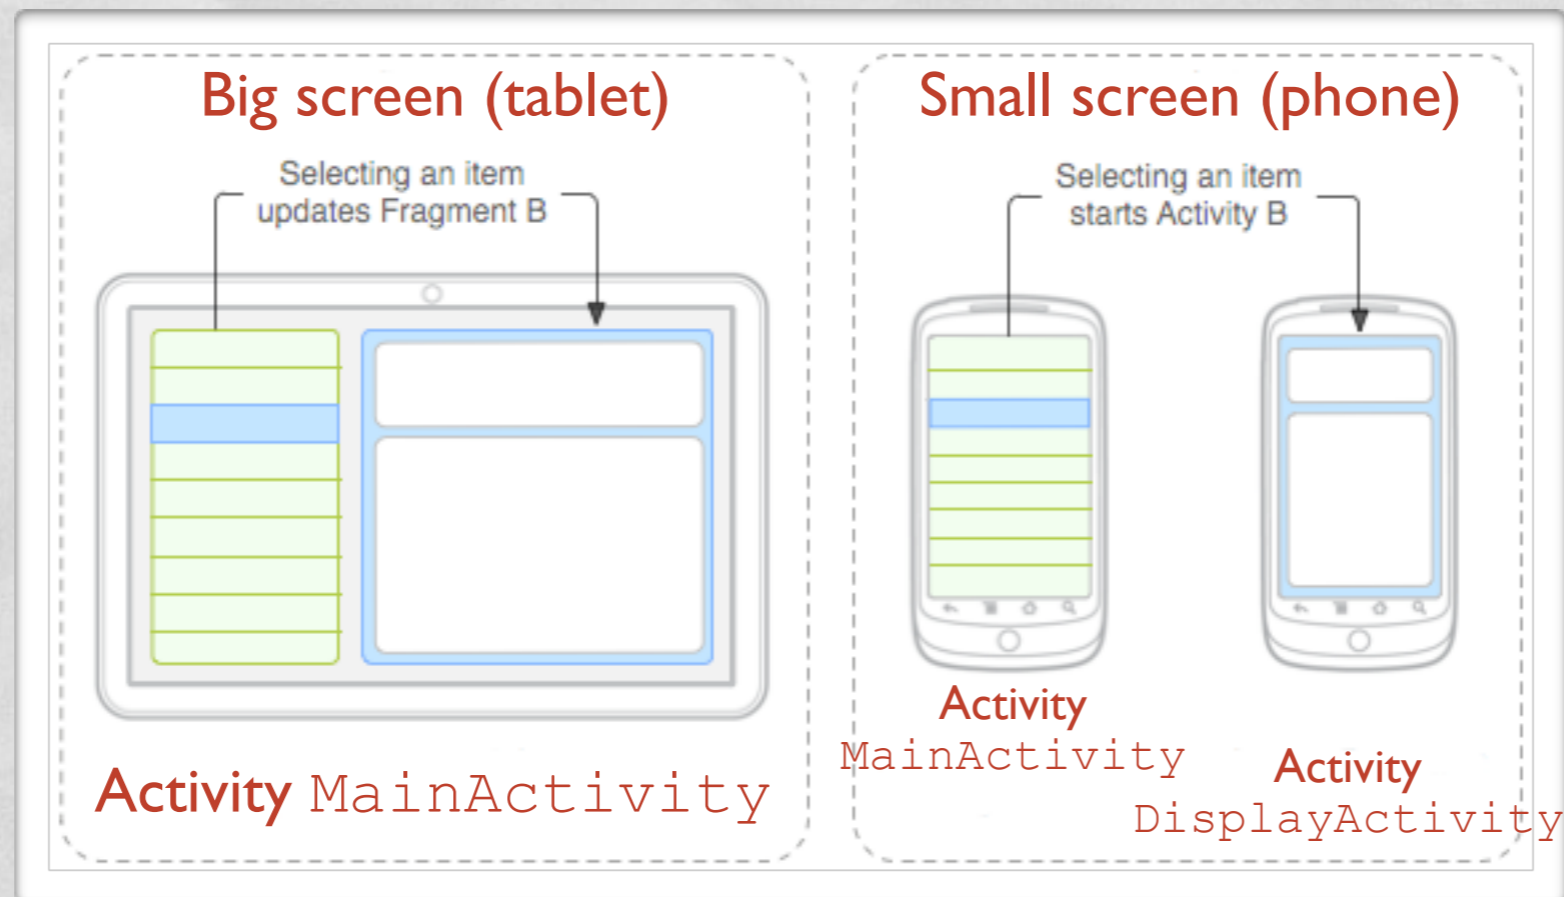 Big screen (tablet)
Selecting an item
updates Fragment B
Activity MainActivity
Small screen (phone)
Selecting an item
starts Activity B
Activity
MainActivity
Activity
DisplayActivity